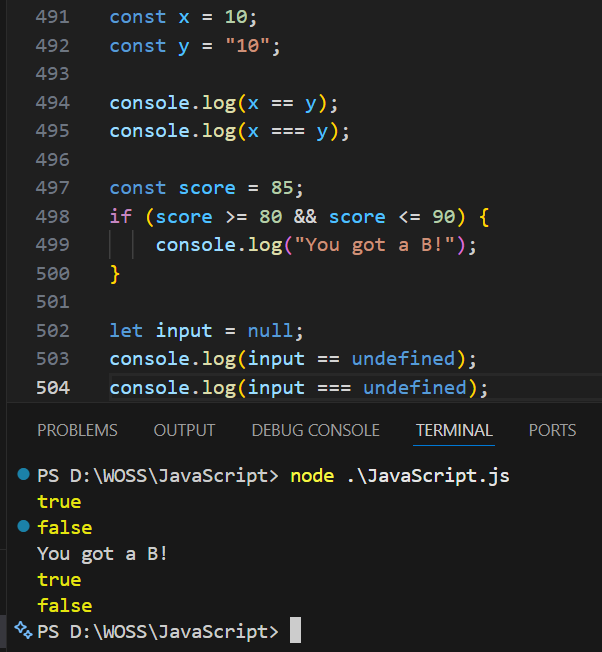 491 const x = 10;
492 const y = "10";
493
494 console.log(x == y);
495 console.log(x === y);
496
497 const score = 85;
498 if (score >= 80 && score <= 90) {
499     console.log("You got a B!");
500 }
501
502 let input = null;
503 console.log(input == undefined);
504 console.log(input === undefined);
PROBLEMS OUTPUT DEBUG CONSOLE TERMINAL PORTS
PS D:\WOSS\JavaScript> node .\JavaScript.js
true
false
You got a B!
true
false
PS D:\WOSS\JavaScript>